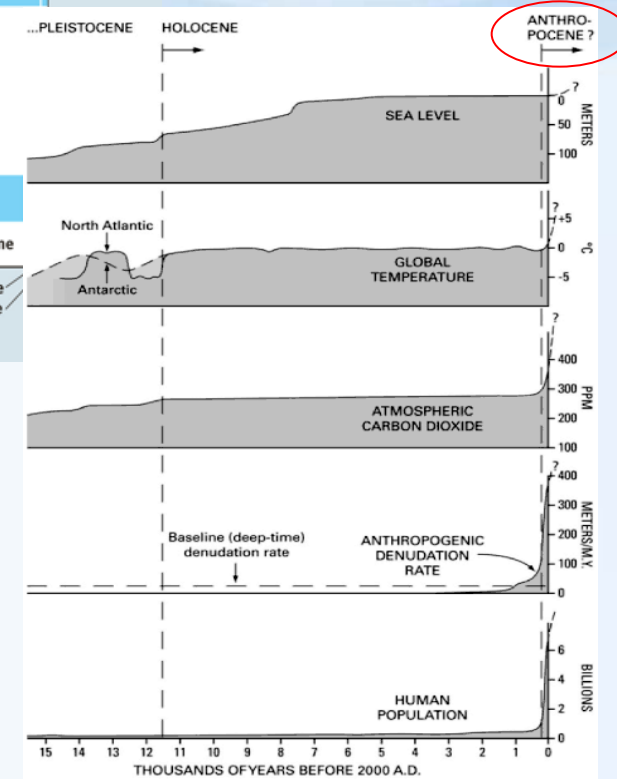 ...PLEISTOCENE
HOLOCENE
ANTHRO-
POCENE ?
?
0
50
100
METERS
SEA LEVEL
North Atlantic
Antarctic
?
+5
0
-5
°C
GLOBAL
TEMPERATURE
?
400
300
200
100
PPM
ATMOSPHERIC
CARBON DIOXIDE
?
400
300
200
100
0
METERS/M.Y.
Baseline (deep-time)
denudation rate
ANTHROPOGENIC
DENUDATION
RATE
6
4
2
0
BILLIONS
HUMAN
POPULATION
15 14 13 12 11 10 9 8 7 6 5 4 3 2 1 0
THOUSANDS OF YEARS BEFORE 2000 A.D.